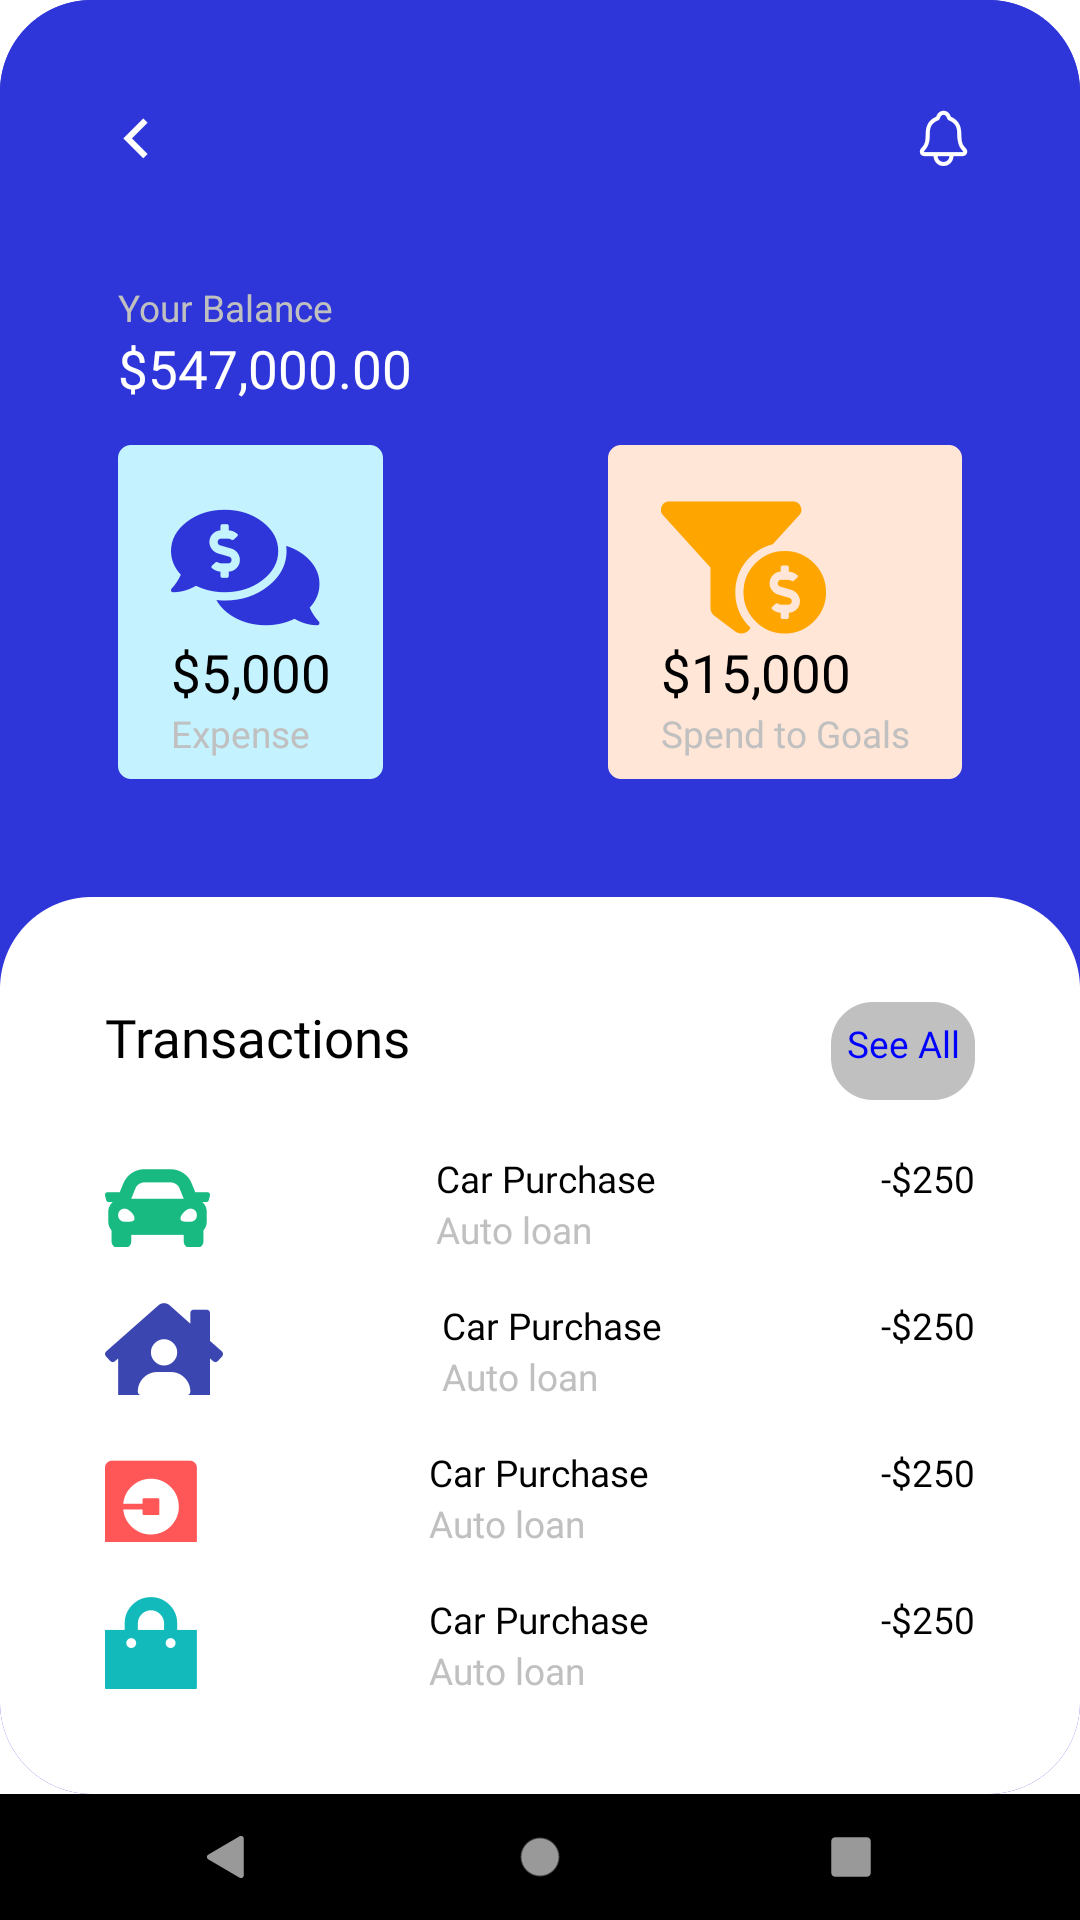 Your Balance
$547,000.00
$5,000
Expense
$15,000
Spend to Goals
Transactions
See All
Car Purchase
-$250
Auto loan
Car Purchase
-$250
Auto loan
Car Purchase
-$250
Auto loan
Car Purchase
-$250
Auto loan